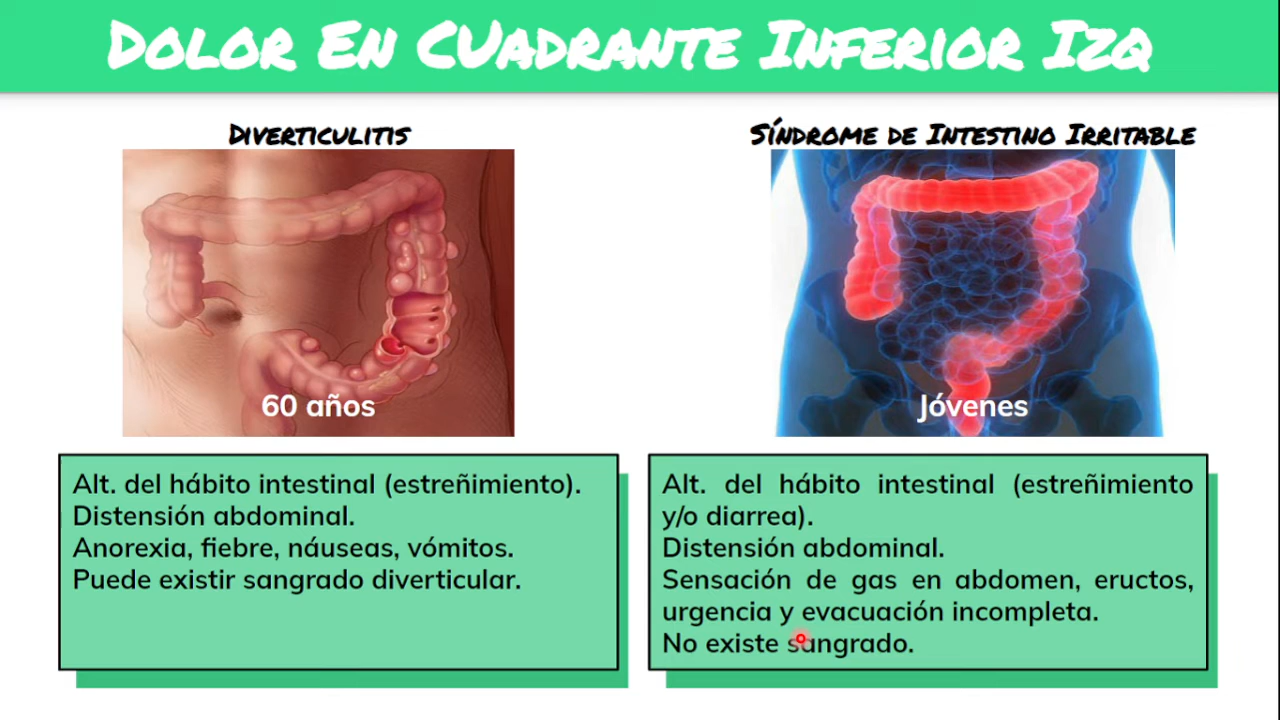 Dolor En CUadrante Inferior Izq
Diverticulitis
60 años
Alt. del hábito intestinal (estreñimiento).
Distensión abdominal.
Anorexia, fiebre, náuseas, vómitos.
Puede existir sangrado diverticular.
Síndrome de Intestino Irritable
Jóvenes
Alt. del hábito intestinal (estreñimiento
y/o diarrea).
Distensión abdominal.
Sensación de gas en abdomen, eructos,
urgencia y evacuación incompleta.
No existe sangrado.